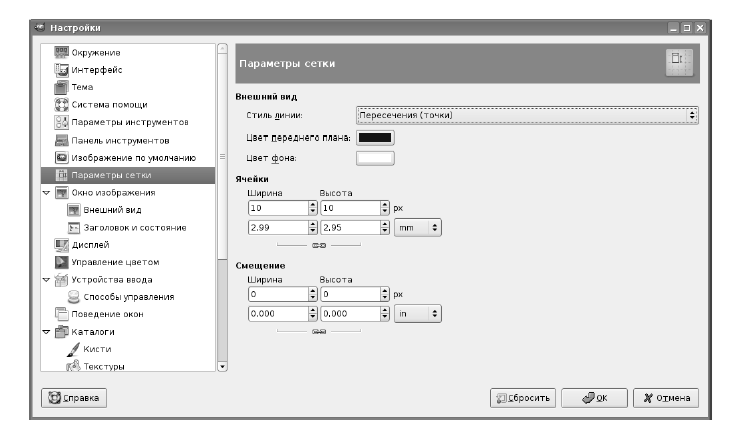 Настройки
Окружение
Интерфейс
Тема
Система помощи
Параметры инструментов
Панель инструментов
Изображение по умолчанию
Параметры сетки
Окно изображения
Внешний вид
Заголовок и состояние
Дисплей
Управление цветом
Устройства ввода
Способы управления
Поведение окон
Каталоги
Кисти
Текстуры
Параметры сетки
Внешний вид
Стиль линии: Пересечения (точки)
Цвет переднего плана:
Цвет фона:
Ячейки
Ширина Высота
10 10 px
2.99 2.95 mm
Смещение
Ширина Высота
0 0 px
0.000 0.000 in
Справка
Сбросить
OK
Отмена